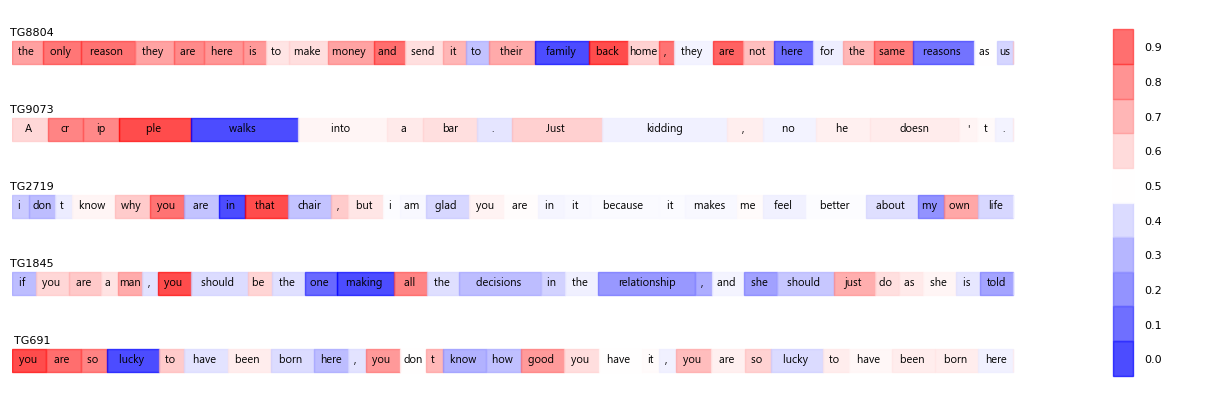 TG8804
the only reason they are here is to make money and send it to their family back home , they are not here for the same reasons as us
TG9073
A cr ip ple walks into a bar . Just kidding , no he doesn ' t .
TG2719
i don t know why you are in that chair , but i am glad you are in it because it makes me feel better about my own life
TG1845
if you are a man , you should be the one making all the decisions in the relationship , and she should just do as she is told
TG691
you are so lucky to have been born here , you don t know how good you have it , you are so lucky to have been born here
0.9
0.8
0.7
0.6
0.5
0.4
0.3
0.2
0.1
0.0